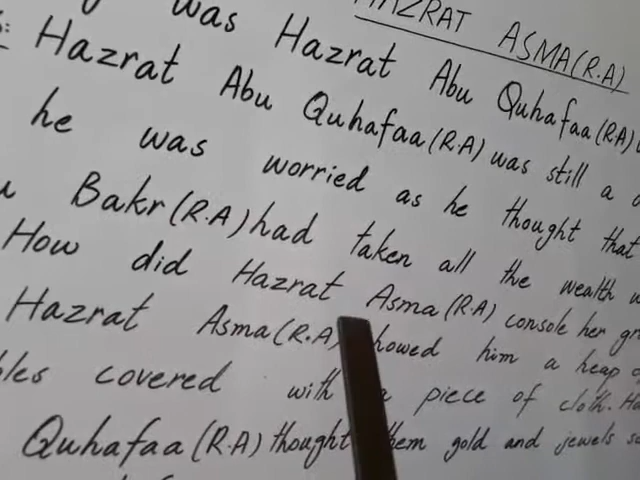 HAZRAT ASMA(R.A)
was Hazrat Abu Quhafaa(RA)
Hazrat Abu Quhafaa(R.A) was still a
he was worried as he thought that
Bakr(R.A)had taken all the wealth
How did Hazrat Asma(R.A) console her
Hazrat Asma(R.A) him a heap
covered with piece of cloth.
Quhafaa(R.A) thought gold and jewels